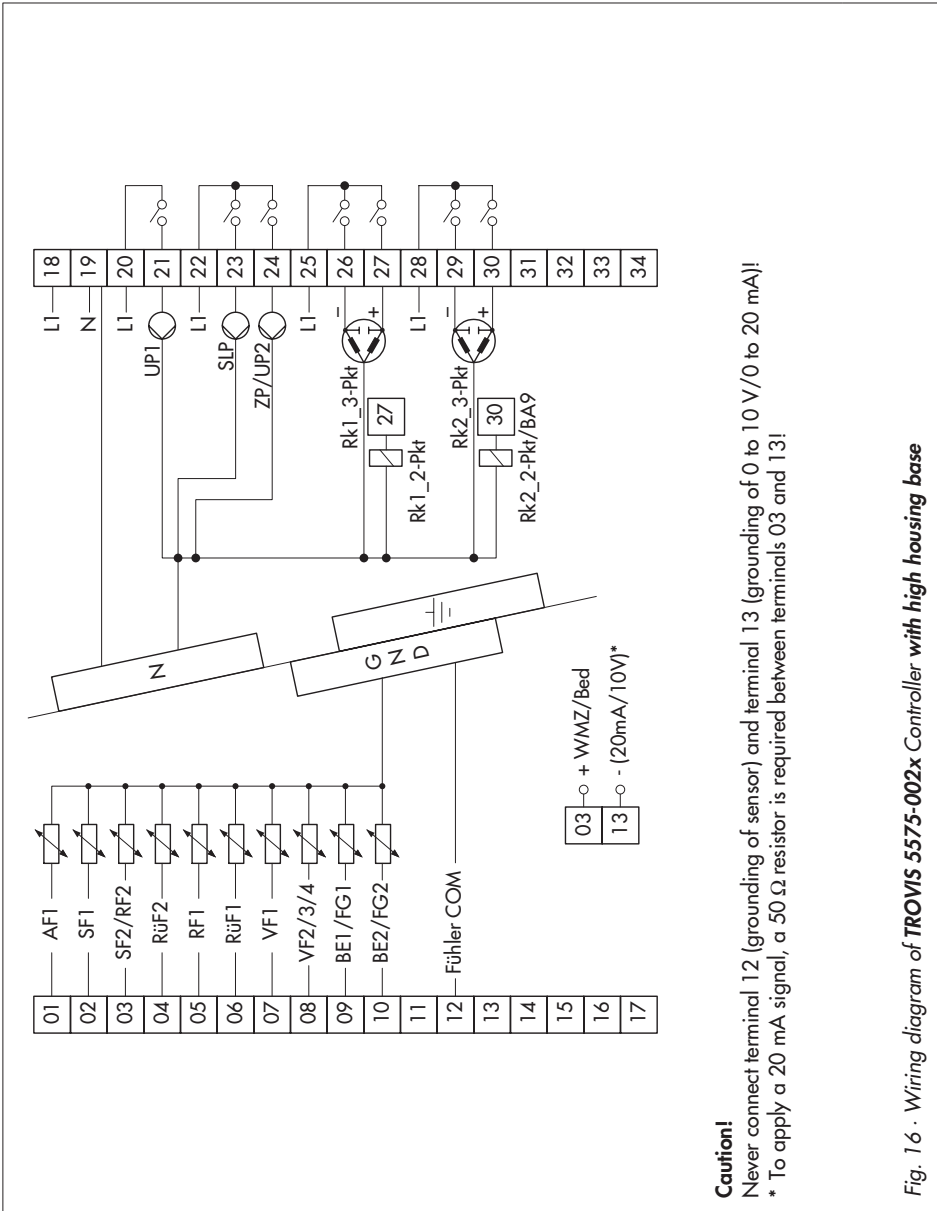 18
19
20
21
22
23
24
25
26
27
28
29
30
31
32
33
34
L1
N
L1
UP1
L1
SLP
ZP/UP2
L1
–
+
Rk1_3-Pkt
27
Rk1_2-Pkt
L1
–
+
Rk2_3-Pkt
30
Rk2_2-Pkt/BA9
N
GND
01
02
03
04
05
06
07
08
09
10
11
12
13
14
15
16
17
AF1
SF1
SF2/RF2
RüF2
RF1
RüF1
VF1
VF2/3/4
BE1/FG1
BE2/FG2
Fühler COM
03 + WMZ/Bed
13 - (20mA/10V)*
Caution!
Never connect terminal 12 (grounding of sensor) and terminal 13 (grounding of 0 to 10 V/0 to 20 mA)!
* To apply a 20 mA signal, a 50 Ω resistor is required between terminals 03 and 13!
Fig. 16 · Wiring diagram of TROVIS 5575-002x Controller with high housing base